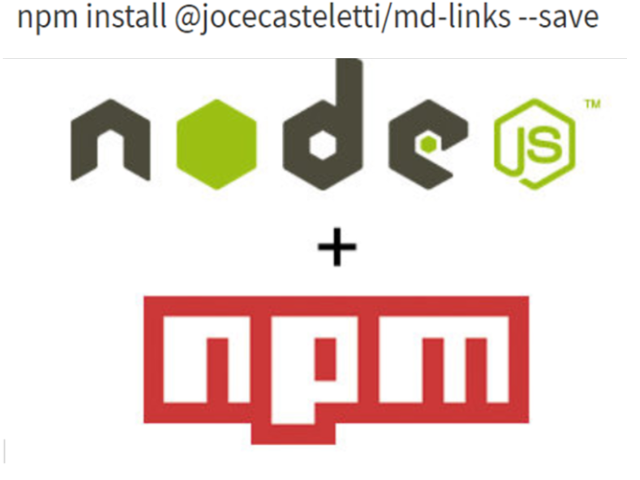 npm install @jocecasteletti/md-links --save
node JS ™
+
npm